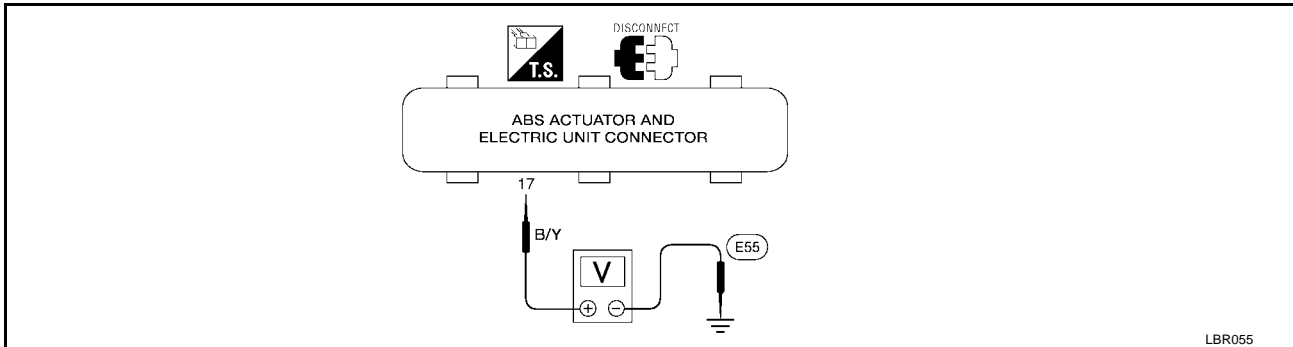 DISCONNECT
T.S.
ABS ACTUATOR AND
ELECTRIC UNIT CONNECTOR
17
B/Y
E55
V
+ −
LBR055